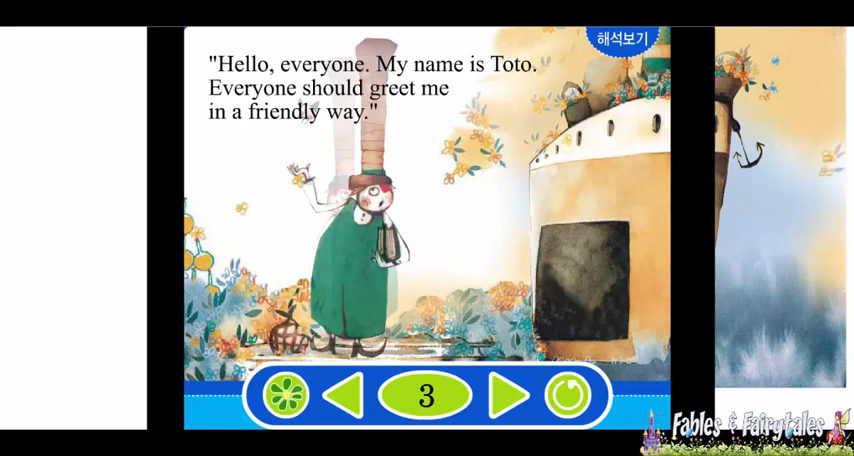 해석보기
"Hello, everyone. My name is Toto.
Everyone should greet me
in a friendly way."
3
Fables & Fairytales